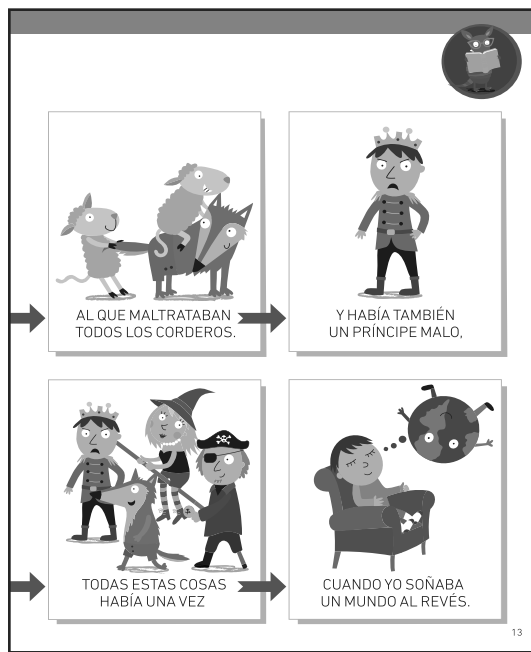 AL QUE MALTRATABAN
TODOS LOS CORDEROS.
Y HABÍA TAMBIÉN
UN PRÍNCIPE MALO,
TODAS ESTAS COSAS
HABÍA UNA VEZ
CUANDO YO SOÑABA
UN MUNDO AL REVÉS.
13